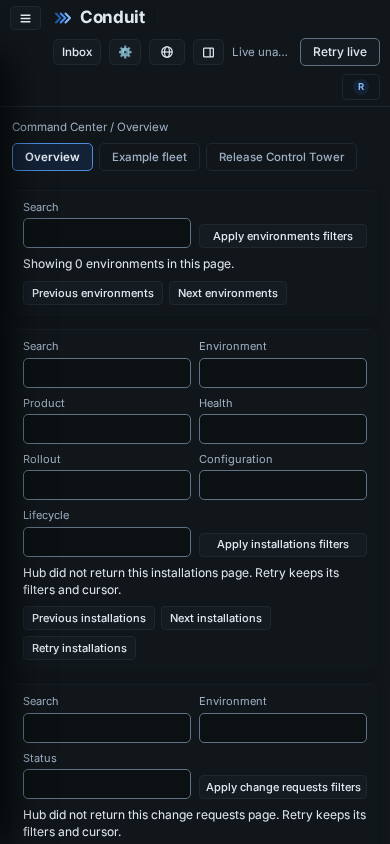 Conduit
Inbox
Live una...
Retry live
R
Command Center / Overview
Overview
Example fleet
Release Control Tower
Search
Apply environments filters
Showing 0 environments in this page.
Previous environments
Next environments
Search
Environment
Product
Health
Rollout
Configuration
Lifecycle
Apply installations filters
Hub did not return this installations page. Retry keeps its
filters and cursor.
Previous installations
Next installations
Retry installations
Search
Environment
Status
Apply change requests filters
Hub did not return this change requests page. Retry keeps its
filters and cursor.